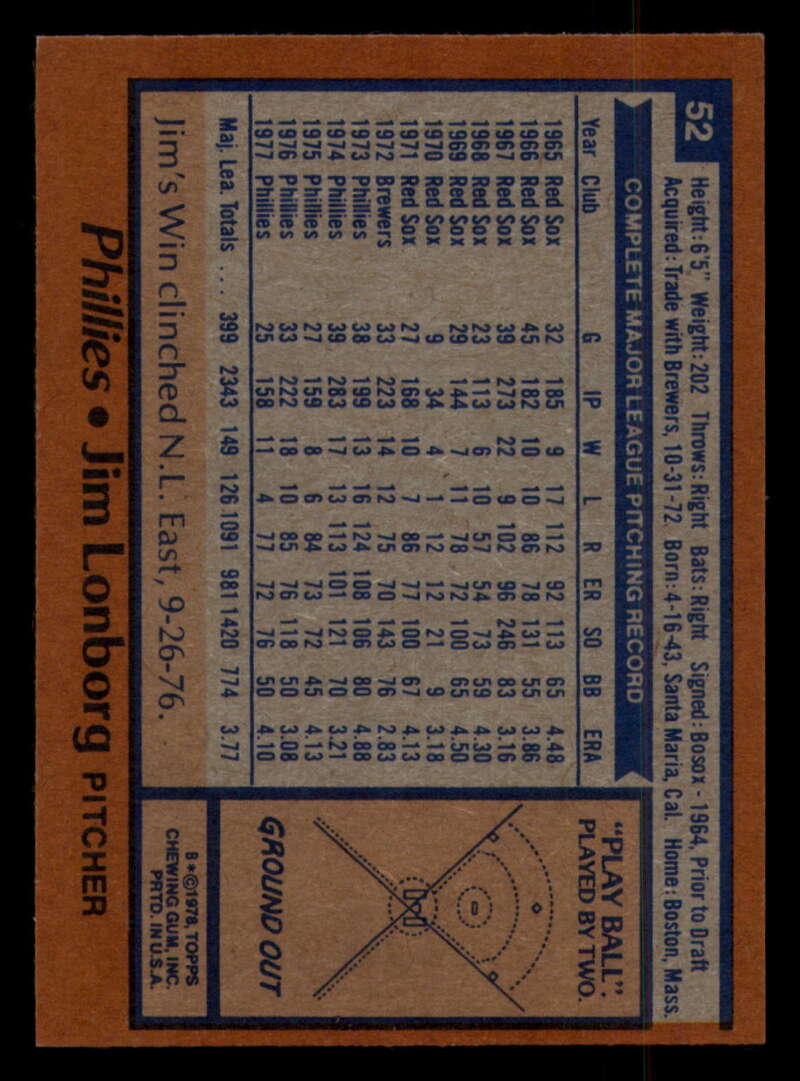 52
Height: 6'5" Weight: 202 Throws: Right Bats: Right Signed: Bosox - 1964, Prior to Draft
Acquired: Trade with Brewers, 10-31-72 Born: 4-16-43, Santa Maria, Cal. Home: Boston, Mass.
COMPLETE MAJOR LEAGUE PITCHING RECORD
Year Club G IP W L R ER SO BB ERA
1965 Red Sox 32 185 9 17 112 92 113 65 4.48
1966 Red Sox 45 182 10 10 86 78 131 55 3.86
1967 Red Sox 39 273 22 9 102 96 246 83 3.16
1968 Red Sox 23 113 6 10 57 54 73 59 4.30
1969 Red Sox 29 144 7 11 78 72 100 65 4.50
1970 Red Sox 9 34 4 1 12 12 21 9 3.18
1971 Red Sox 27 168 10 7 86 77 100 67 4.13
1972 Brewers 33 223 14 12 75 70 143 76 2.83
1973 Phillies 38 199 13 16 124 108 106 80 4.88
1974 Phillies 39 283 17 13 113 101 121 70 3.21
1975 Phillies 27 159 8 6 84 73 72 45 4.13
1976 Phillies 33 222 18 10 85 76 118 50 3.08
1977 Phillies 25 158 11 4 77 72 76 50 4.10
Maj. Lea. Totals ... 399 2343 149 126 1091 981 1420 774 3.77
Jim's Win clinched N.L. East, 9-26-76.
"PLAY BALL"
PLAYED BY TWO.
GROUND OUT
B*©1978, TOPPS
CHEWING GUM, INC.
PRTD. IN U.S.A.
Phillies • Jim Lonborg PITCHER